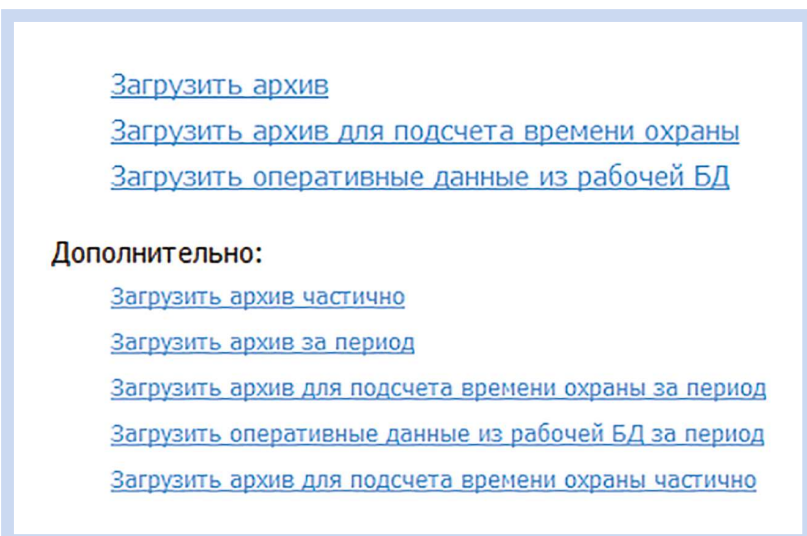 Загрузить архив
Загрузить архив для подсчета времени охраны
Загрузить оперативные данные из рабочей БД
Дополнительно:
Загрузить архив частично
Загрузить архив за период
Загрузить архив для подсчета времени охраны за период
Загрузить оперативные данные из рабочей БД за период
Загрузить архив для подсчета времени охраны частично